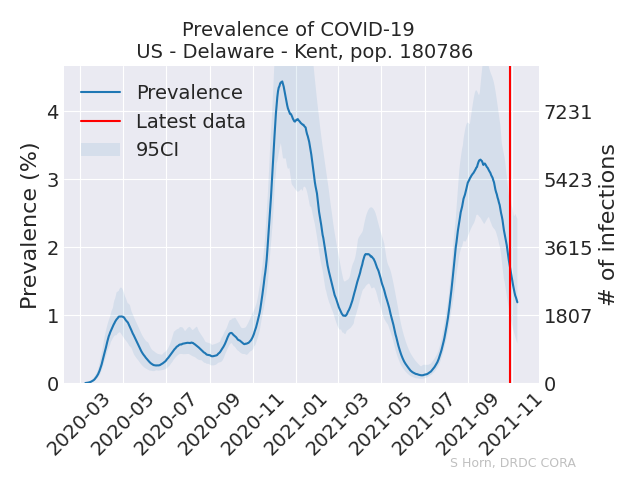 Prevalence of COVID-19
US - Delaware - Kent, pop. 180786
Prevalence
Latest data
95CI
Prevalence (%)
4
3
2
1
0
7231
5423
3615
1807
0
# of infections
2020-03
2020-05
2020-07
2020-09
2020-11
2021-01
2021-03
2021-05
2021-07
2021-09
2021-11
S Horn, DRDC CORA